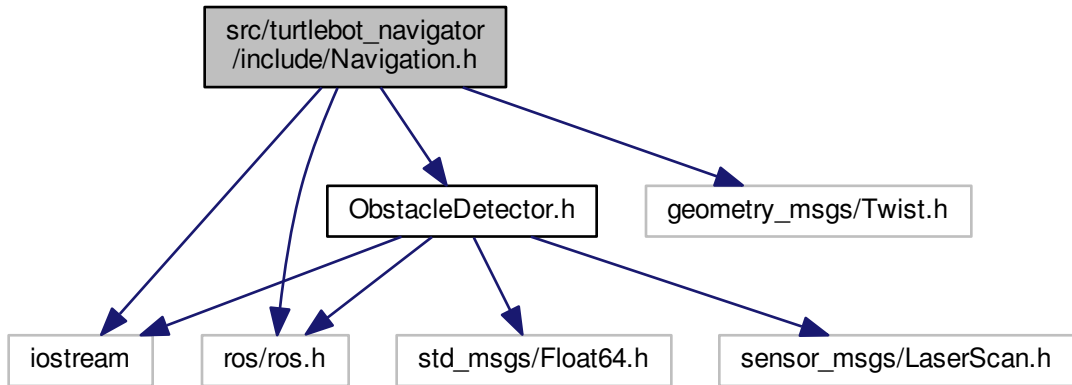 src/turtlebot_navigator
/include/Navigation.h
ObstacleDetector.h
geometry_msgs/Twist.h
iostream
ros/ros.h
std_msgs/Float64.h
sensor_msgs/LaserScan.h